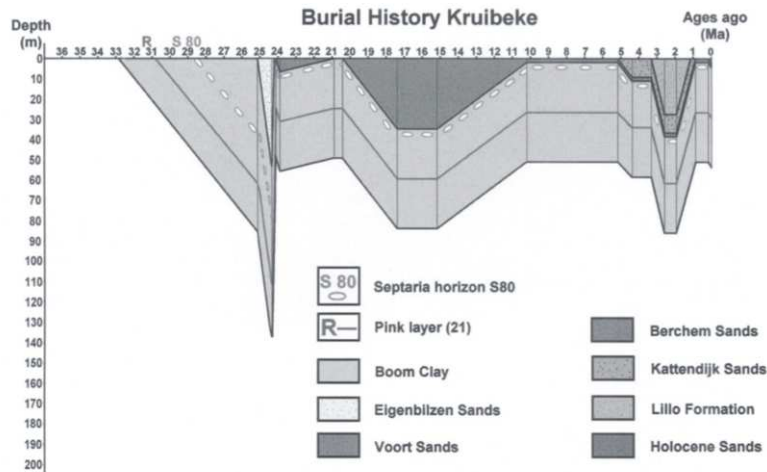 Burial History Kruibeke
Depth
(m)
Ages ago
(Ma)
R S 80
36 35 34 33 32 31 30 29 28 27 26 25 24 23 22 21 20 19 18 17 16 15 14 13 12 11 10 9 8 7 6 5 4 3 2 1 0
0
10
20
30
40
50
60
70
80
90
100
110
120
130
140
150
160
170
180
190
200
S 80
Septaria horizon S80
R—
Pink layer (21)
Boom Clay
Eigenbilzen Sands
Voort Sands
Berchem Sands
Kattendijk Sands
Lillo Formation
Holocene Sands